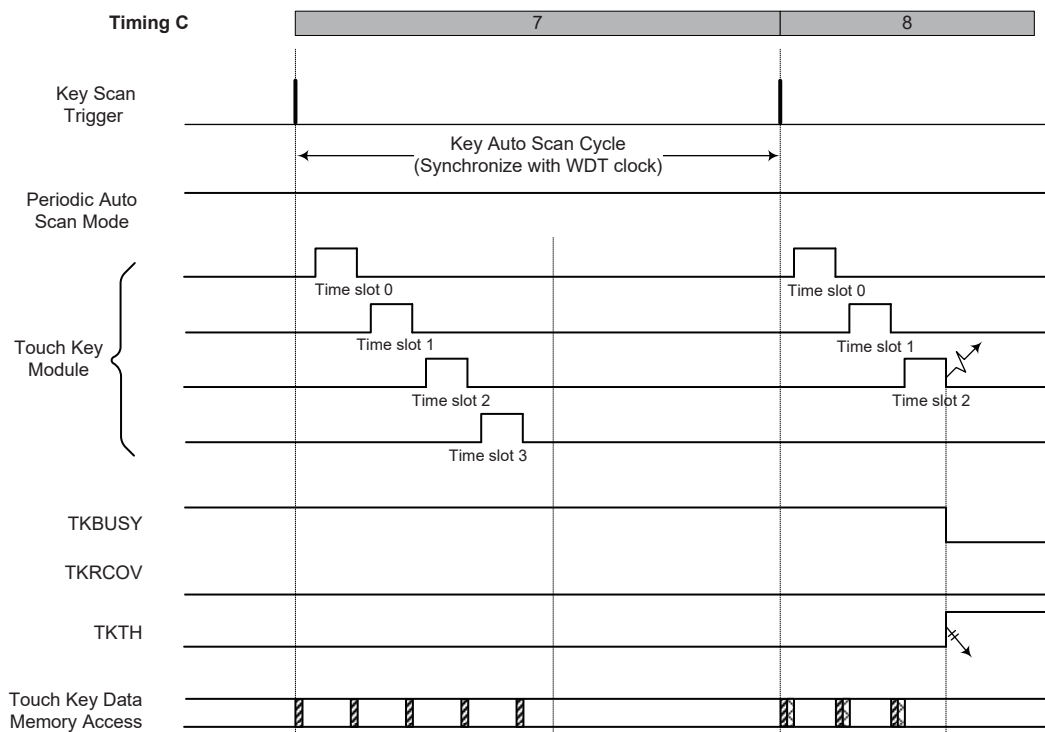 Timing C
7
8
Key Scan
Trigger
Key Auto Scan Cycle
(Synchronize with WDT clock)
Periodic Auto
Scan Mode
Time slot 0
Time slot 0
Touch Key
Module
Time slot 1
Time slot 1
Time slot 2
Time slot 2
Time slot 3
TKBUSY
TKRCOV
TKTH
Touch Key Data
Memory Access